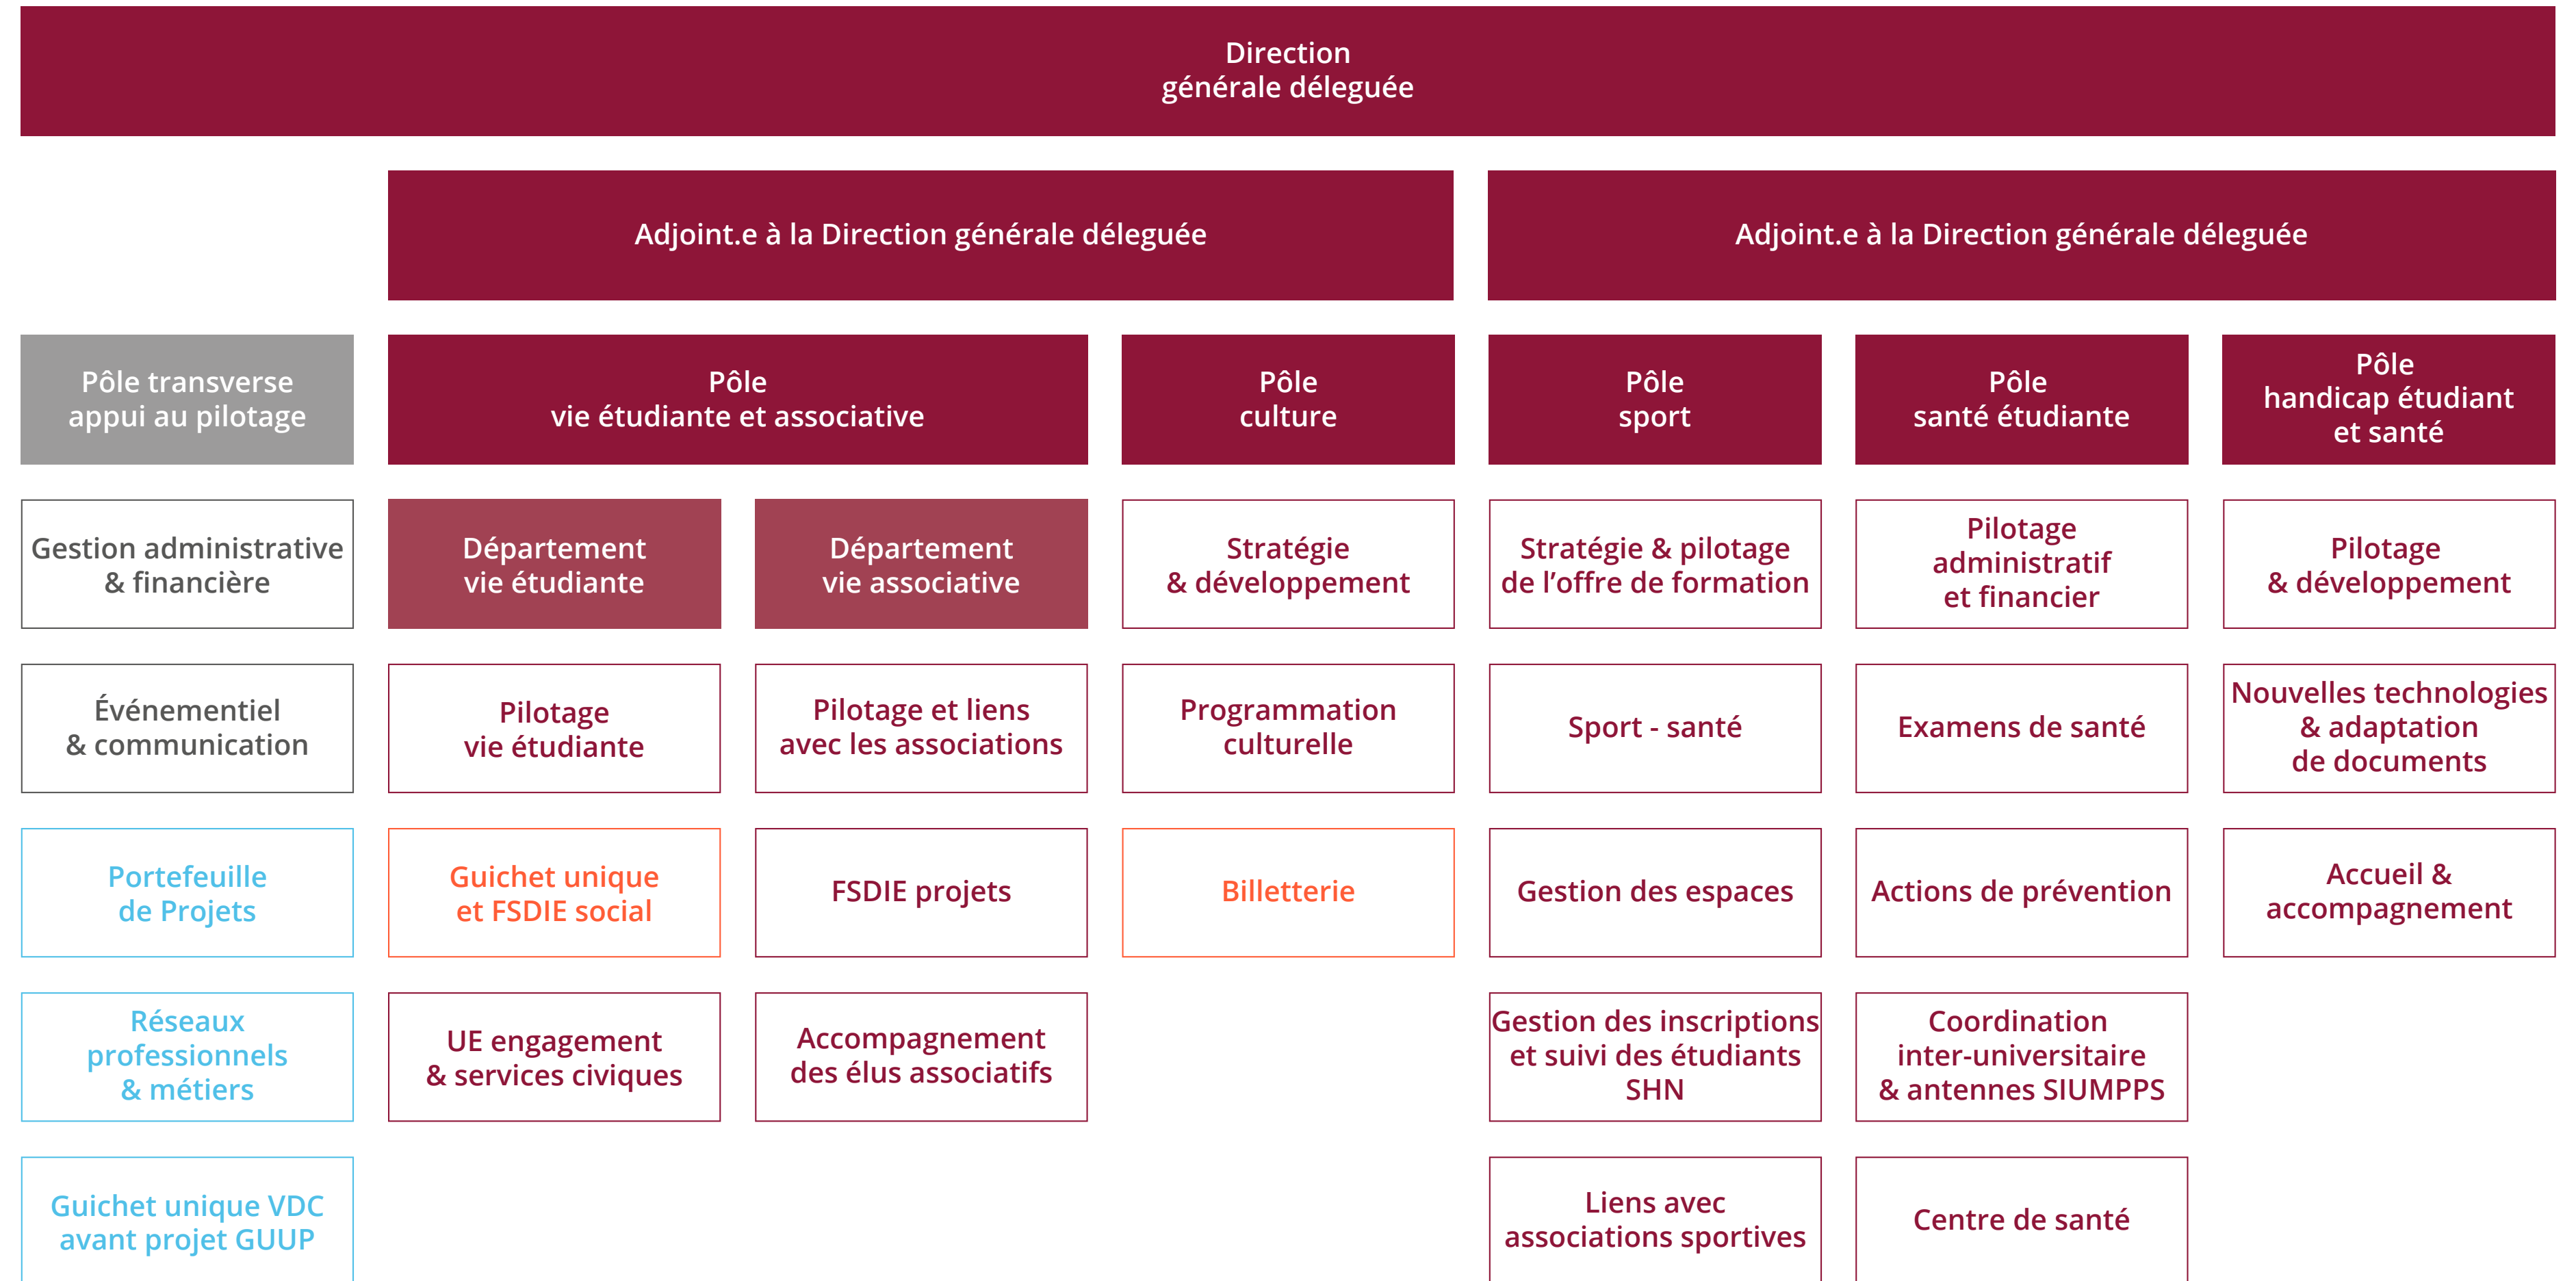 Direction
générale déleguée
Adjoint.e à la Direction générale déleguée
Adjoint.e à la Direction générale déleguée
Pôle transverse
appui au pilotage
Pôle
vie étudiante et associative
Pôle
culture
Pôle
sport
Pôle
santé étudiante
Pôle
handicap étudiant
et santé
Gestion administrative
& financière
Département
vie étudiante
Département
vie associative
Stratégie
& développement
Stratégie & pilotage
de l’offre de formation
Pilotage
administratif
et financier
Pilotage
& développement
Événementiel
& communication
Pilotage
vie étudiante
Pilotage et liens
avec les associations
Programmation
culturelle
Sport - santé
Examens de santé
Nouvelles technologies
& adaptation
de documents
Portefeuille
de Projets
Guichet unique
et FSDIE social
FSDIE projets
Billetterie
Gestion des espaces
Actions de prévention
Accueil &
accompagnement
Réseaux
professionnels
& métiers
UE engagement
& services civiques
Accompagnement
des élus associatifs
Gestion des inscriptions
et suivi des étudiants
SHN
Coordination
inter-universitaire
& antennes SIUMPPS
Guichet unique VDC
avant projet GUUP
Liens avec
associations sportives
Centre de santé